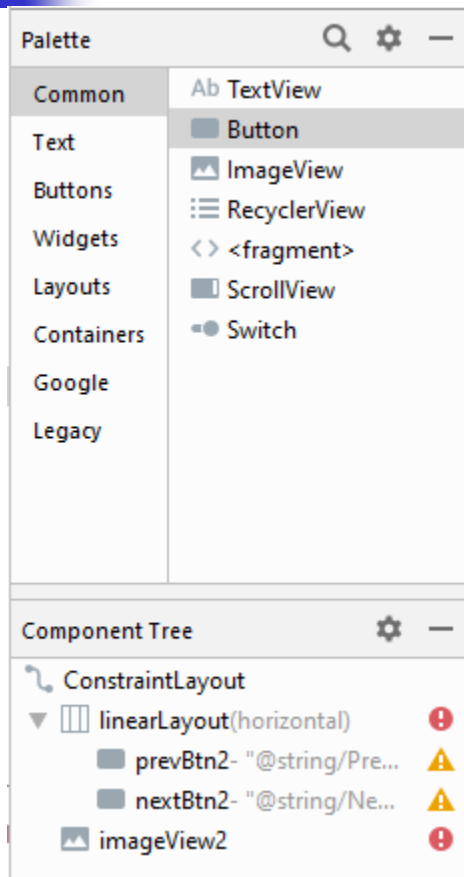 Palette
Common
Text
Buttons
Widgets
Layouts
Containers
Google
Legacy
Ab TextView
Button
ImageView
RecyclerView
<> <fragment>
ScrollView
Switch
Component Tree
ConstraintLayout
linearLayout(horizontal)
prevBtn2- "@string/Pre...
nextBtn2- "@string/Ne...
imageView2